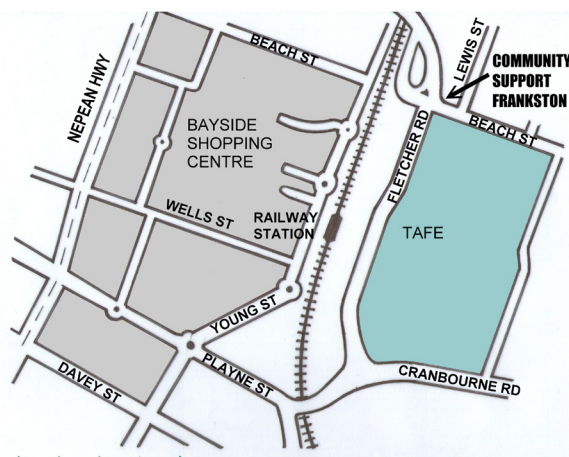 BEACH ST
NEPEAN HWY
LEWIS ST
COMMUNITY
SUPPORT
FRANKSTON
BAYSIDE
SHOPPING
CENTRE
BEACH ST
FLETCHER RD
WELLS ST
RAILWAY
STATION
TAFE
YOUNG ST
PLAYNE ST
DAVEY ST
CRANBOURNE RD